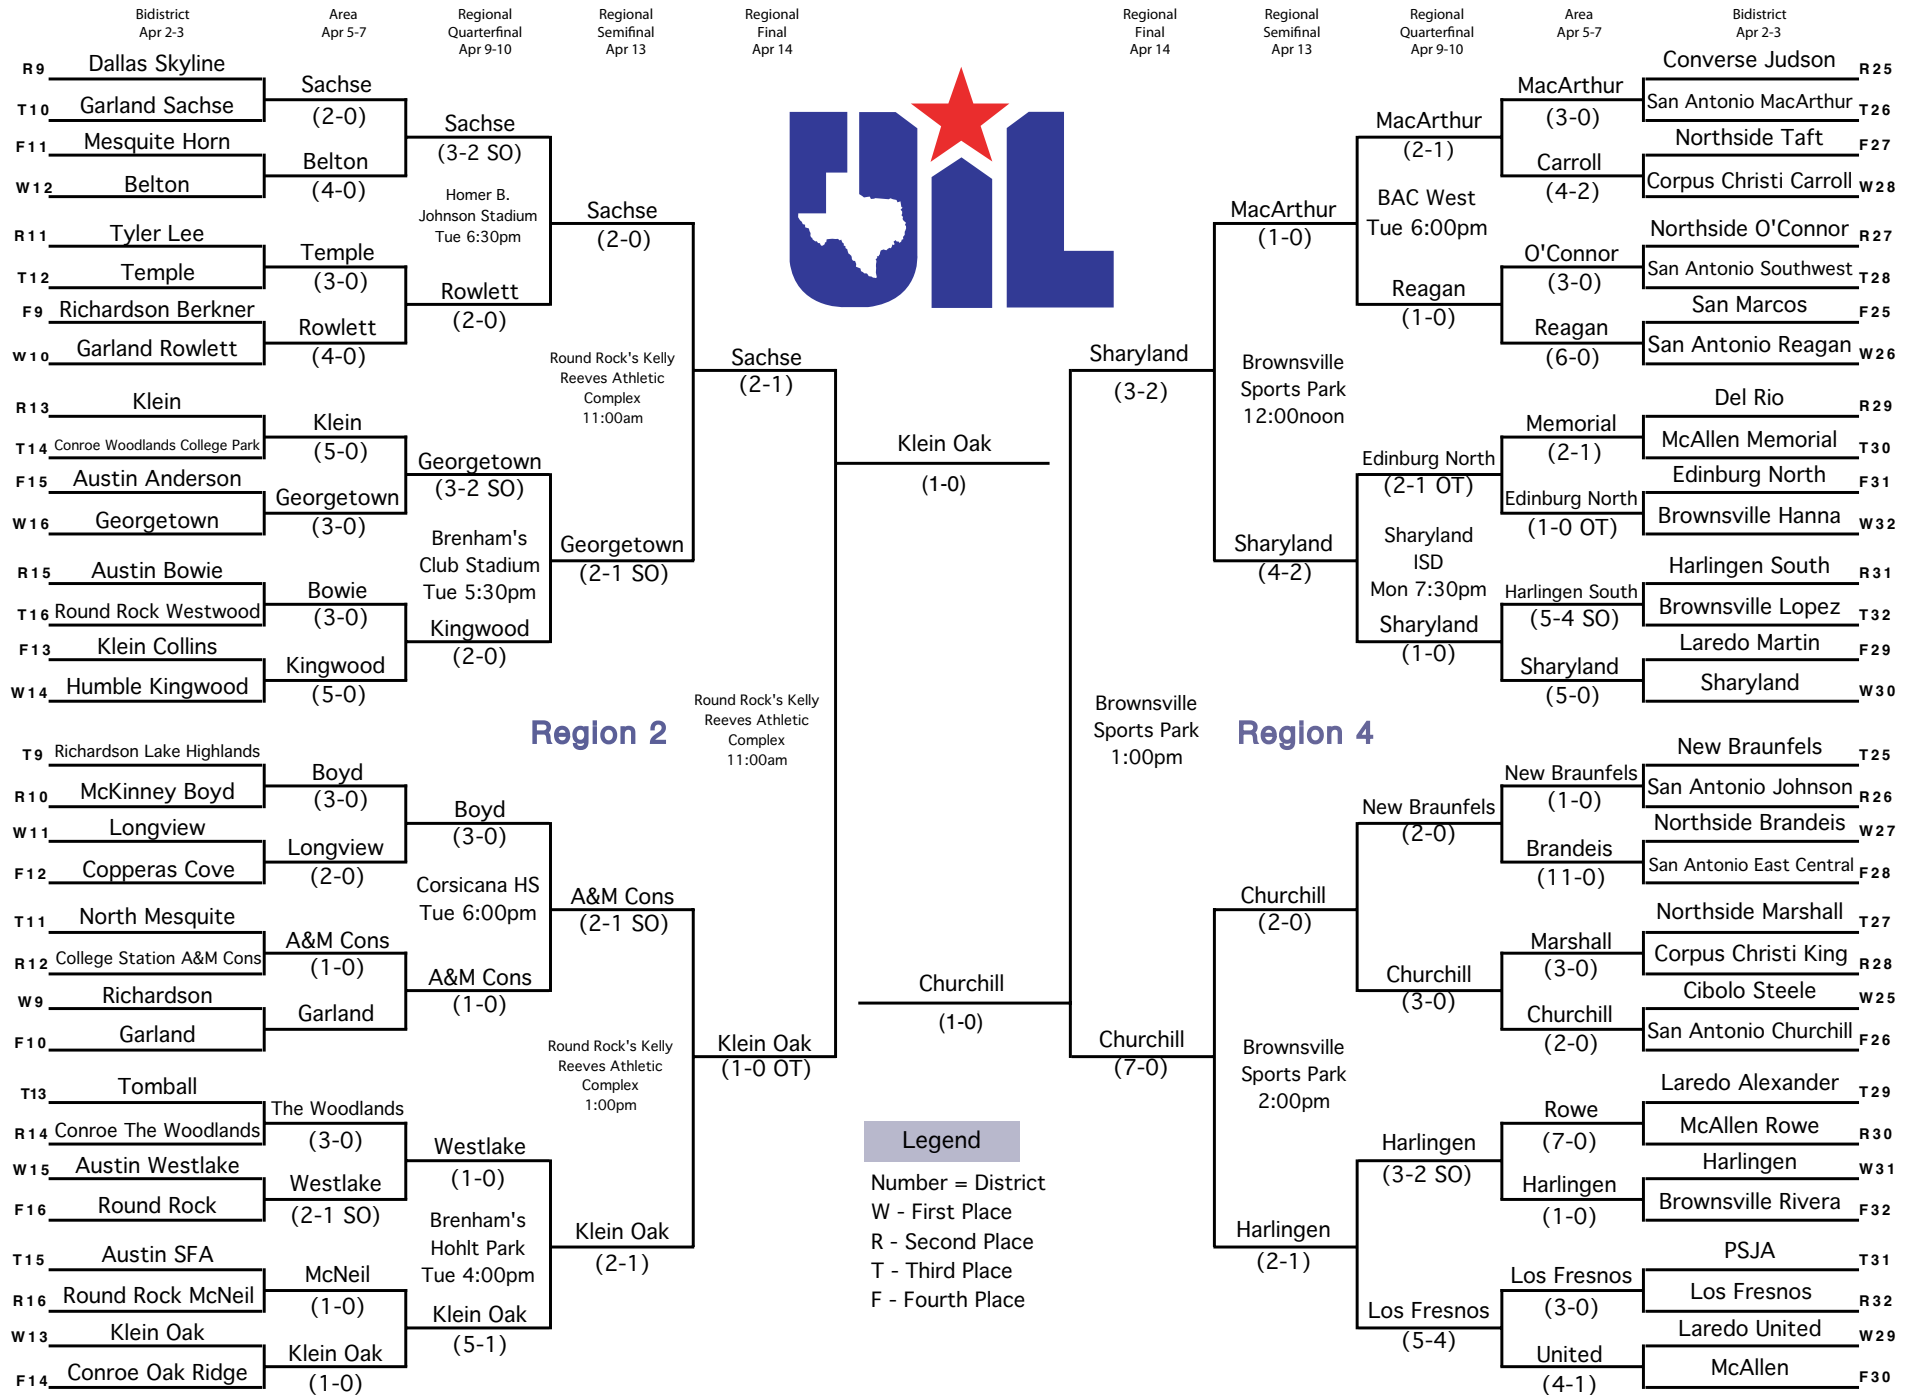 Bidistrict
Apr 2-3
Area
Apr 5-7
Regional
Quarterfinal
Apr 9-10
Regional
Semifinal
Apr 13
Regional
Final
Apr 14
Regional
Final
Apr 14
Regional
Semifinal
Apr 13
Regional
Quarterfinal
Apr 9-10
Area
Apr 5-7
Bidistrict
Apr 2-3
R9 Dallas Skyline
T10 Garland Sachse
F11 Mesquite Horn
W12 Belton
R11 Tyler Lee
T12 Temple
F9 Richardson Berkner
W10 Garland Rowlett
R13 Klein
T14 Conroe Woodlands College Park
F15 Austin Anderson
W16 Georgetown
R15 Austin Bowie
T16 Round Rock Westwood
F13 Klein Collins
W14 Humble Kingwood
T9 Richardson Lake Highlands
R10 McKinney Boyd
W11 Longview
F12 Copperas Cove
T11 North Mesquite
R12 College Station A&M Cons
W9 Richardson
F10 Garland
T13 Tomball
R14 Conroe The Woodlands
W15 Austin Westlake
F16 Round Rock
T15 Austin SFA
R16 Round Rock McNeil
W13 Klein Oak
F14 Conroe Oak Ridge
Sachse
(2-0)
Belton
(4-0)
Temple
(3-0)
Rowlett
(4-0)
Klein
(5-0)
Georgetown
(3-0)
Bowie
(3-0)
Kingwood
(5-0)
Boyd
(3-0)
Longview
(2-0)
A&M Cons
(1-0)
Garland
The Woodlands
(3-0)
Westlake
(2-1 SO)
McNeil
(1-0)
Klein Oak
(1-0)
Sachse
(3-2 SO)
Homer B.
Johnson Stadium
Tue 6:30pm
Rowlett
(2-0)
Georgetown
(3-2 SO)
Brenham's
Club Stadium
Tue 5:30pm
Kingwood
(2-0)
Boyd
(3-0)
Corsicana HS
Tue 6:00pm
A&M Cons
(1-0)
Westlake
(1-0)
Brenham's
Hohlt Park
Tue 4:00pm
Klein Oak
(5-1)
Sachse
(2-0)
Round Rock's Kelly
Reeves Athletic
Complex
11:00am
Georgetown
(2-1 SO)
Region 2
A&M Cons
(2-1 SO)
Round Rock's Kelly
Reeves Athletic
Complex
1:00pm
Klein Oak
(2-1)
Sachse
(2-1)
Round Rock's Kelly
Reeves Athletic
Complex
11:00am
Klein Oak
(1-0 OT)
UIL
Klein Oak
(1-0)
Churchill
(1-0)
Legend
Number = District
W - First Place
R - Second Place
T - Third Place
F - Fourth Place
Sharyland
(3-2)
Brownsville
Sports Park
1:00pm
Churchill
(7-0)
MacArthur
(1-0)
Brownsville
Sports Park
12:00noon
Sharyland
(4-2)
Region 4
Churchill
(2-0)
Brownsville
Sports Park
2:00pm
Harlingen
(2-1)
MacArthur
(2-1)
BAC West
Tue 6:00pm
Reagan
(1-0)
Edinburg North
(2-1 OT)
Sharyland
ISD
Mon 7:30pm
Sharyland
(1-0)
New Braunfels
(2-0)
Churchill
(3-0)
Harlingen
(3-2 SO)
Los Fresnos
(5-4)
MacArthur
(3-0)
Carroll
(4-2)
O'Connor
(3-0)
Reagan
(6-0)
Memorial
(2-1)
Edinburg North
(1-0 OT)
Harlingen South
(5-4 SO)
Sharyland
(5-0)
New Braunfels
(1-0)
Brandeis
(11-0)
Marshall
(3-0)
Churchill
(2-0)
Rowe
(7-0)
Harlingen
(1-0)
Los Fresnos
(3-0)
United
(4-1)
Converse Judson R25
San Antonio MacArthur T26
Northside Taft F27
Corpus Christi Carroll W28
Northside O'Connor R27
San Antonio Southwest T28
San Marcos F25
San Antonio Reagan W26
Del Rio R29
McAllen Memorial T30
Edinburg North F31
Brownsville Hanna W32
Harlingen South R31
Brownsville Lopez T32
Laredo Martin F29
Sharyland W30
New Braunfels T25
San Antonio Johnson R26
Northside Brandeis W27
San Antonio East Central F28
Northside Marshall T27
Corpus Christi King R28
Cibolo Steele W25
San Antonio Churchill F26
Laredo Alexander T29
McAllen Rowe R30
Harlingen W31
Brownsville Rivera F32
PSJA T31
Los Fresnos R32
Laredo United W29
McAllen F30